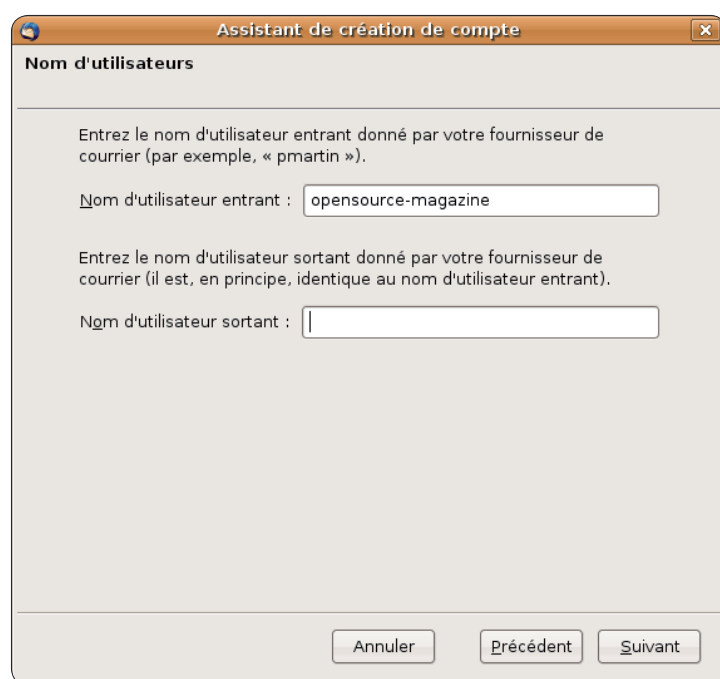 Assistant de création de compte
Nom d'utilisateurs
Entrez le nom d'utilisateur entrant donné par votre fournisseur de
courrier (par exemple, « pmartin »).
Nom d'utilisateur entrant : opensource-magazine
Entrez le nom d'utilisateur sortant donné par votre fournisseur de
courrier (il est, en principe, identique au nom d'utilisateur entrant).
Nom d'utilisateur sortant :
Annuler Précédent Suivant